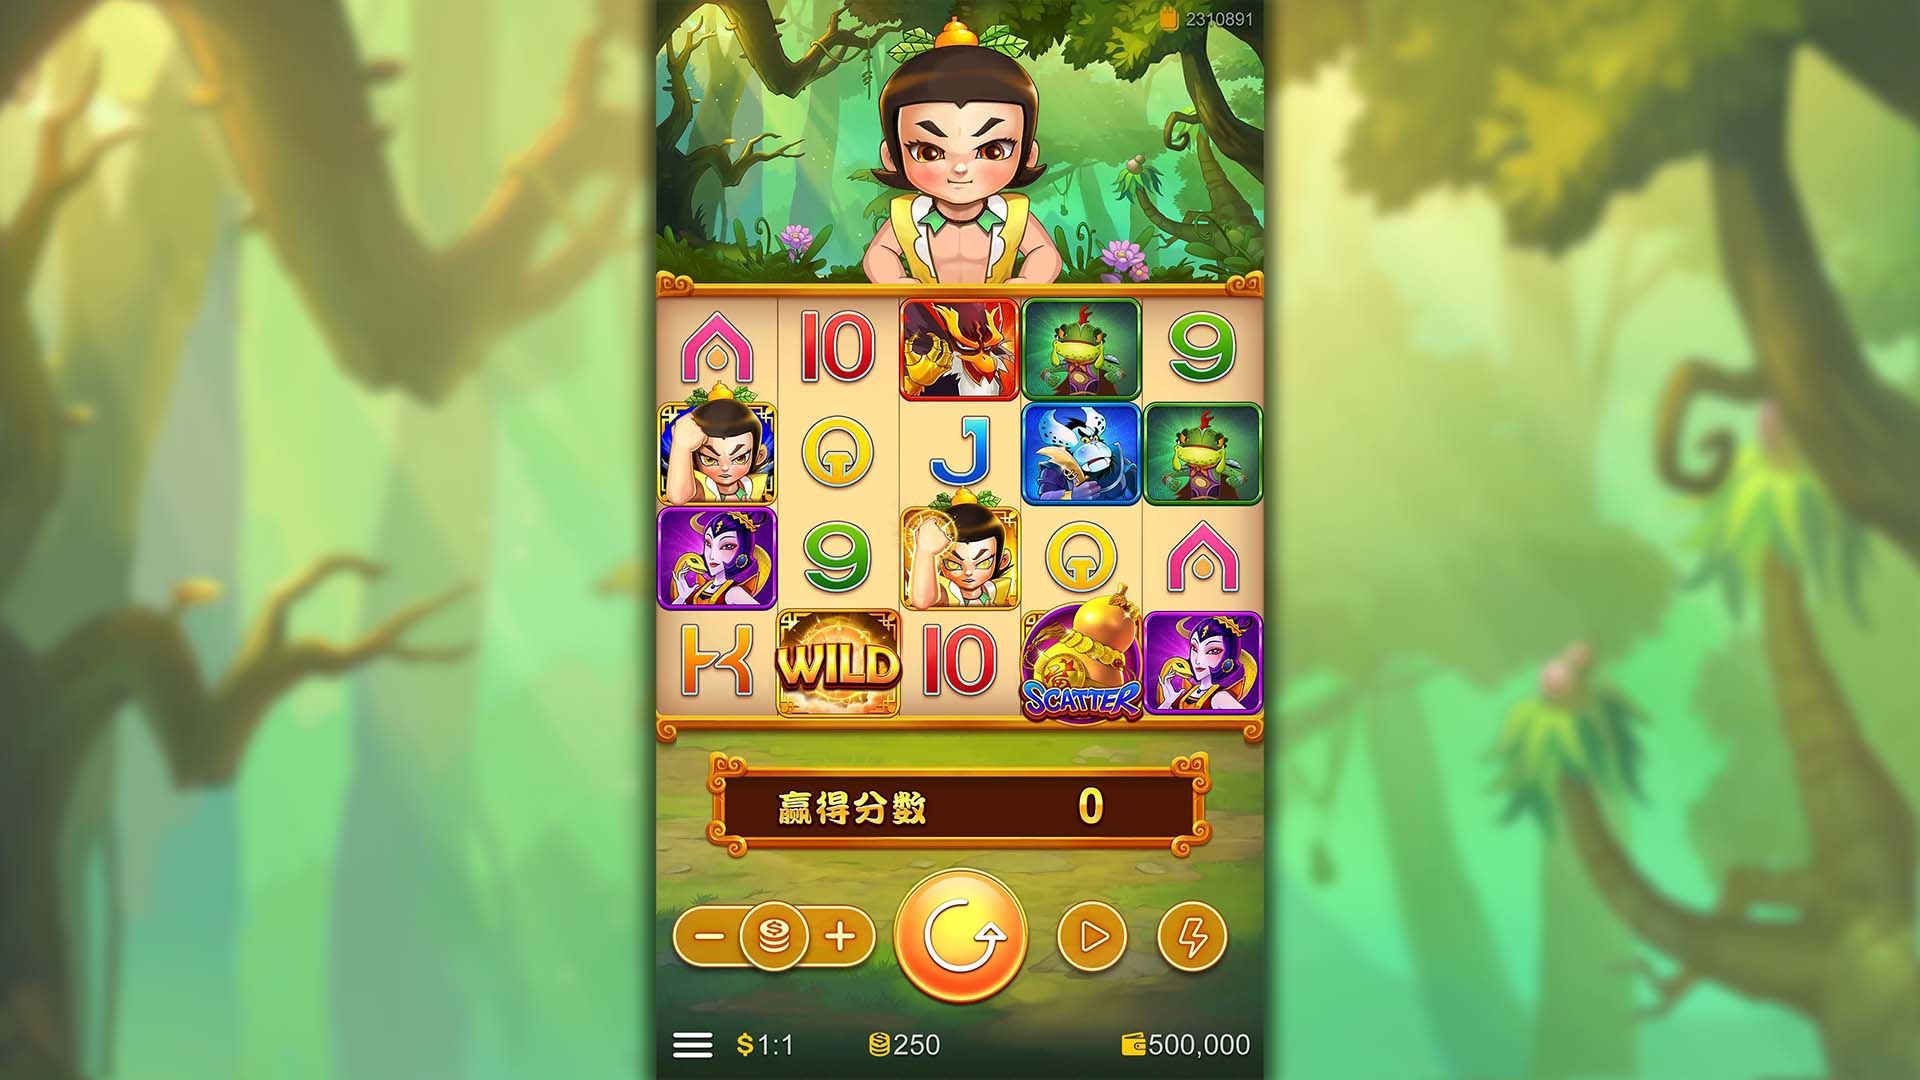 2310891
A 10 9
Q J
9 Q A
K WILD 10 SCATTER
赢得分数 0
$1:1 250 500,000